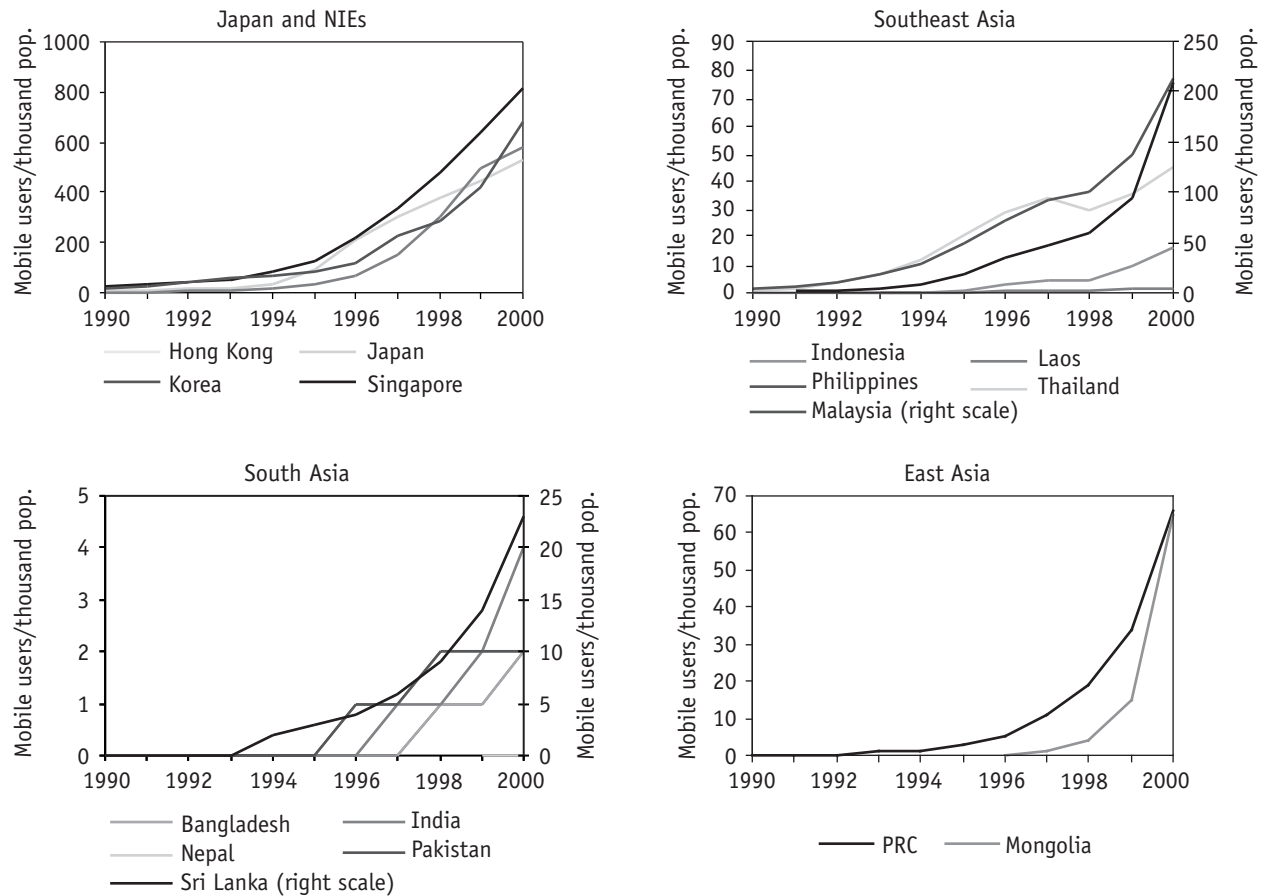 Japan and NIEs
Mobile users/thousand pop.
1000
800
600
400
200
0
1990 1992 1994 1996 1998 2000
Hong Kong Japan
Korea Singapore
Southeast Asia
Mobile users/thousand pop.
90
80
70
60
50
40
30
20
10
0
250
200
150
100
50
0
Mobile users/thousand pop.
1990 1992 1994 1996 1998 2000
Indonesia Laos
Philippines Thailand
Malaysia (right scale)
South Asia
Mobile users/thousand pop.
5
4
3
2
1
0
25
20
15
10
5
0
Mobile users/thousand pop.
1990 1992 1994 1996 1998 2000
Bangladesh India
Nepal Pakistan
Sri Lanka (right scale)
East Asia
Mobile users/thousand pop.
70
60
50
40
30
20
10
0
1990 1992 1994 1996 1998 2000
PRC Mongolia